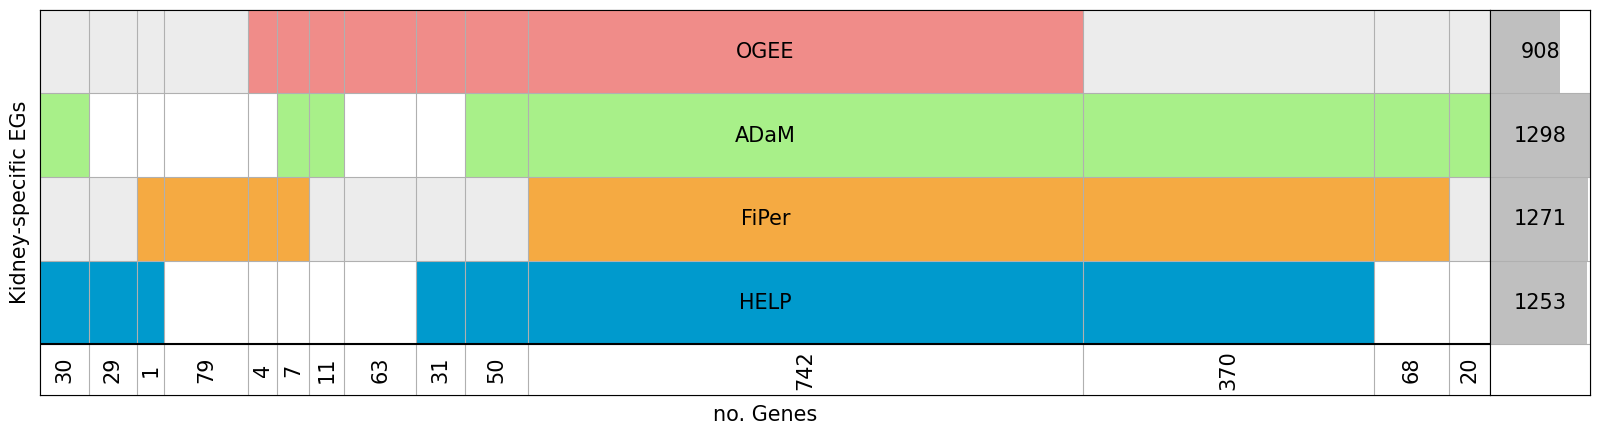 Kidney-specific EGs
OGEE
908
ADaM
1298
FiPer
1271
HELP
1253
30 29 1 79 4 7 11 63 31 50 742 370 68 20
no. Genes